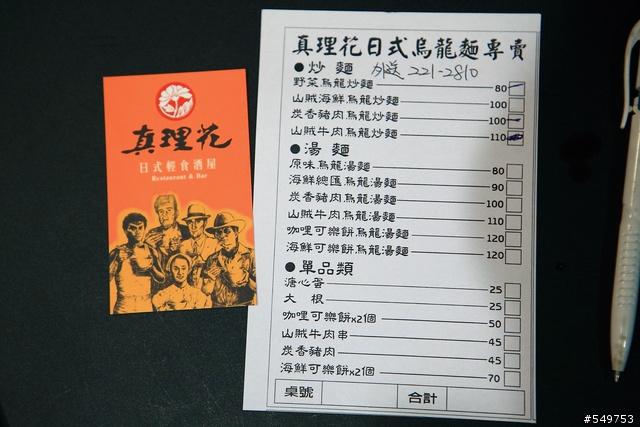 真理花
日式輕食酒屋
Restaurant & Bar
真理花日式烏龍麵專賣
●炒 麵 外送 221-2810
野菜.烏龍炒麵 80
山賊海鮮.烏龍炒麵 100
炭香豬肉.烏龍炒麵 100
山賊牛肉.烏龍炒麵 110
●湯 麵
原味.烏龍湯麵 80
海鮮總匯.烏龍湯麵 90
炭香豬肉.烏龍湯麵 100
山賊牛肉.烏龍湯麵 110
咖哩可樂餅.烏龍湯麵 120
海鮮可樂餅.烏龍湯麵 120
●單品類
溏心蛋 25
大 根 25
咖哩可樂餅x2個 50
山賊牛肉串 45
炭香豬肉 45
海鮮可樂餅x2個 70
桌號 合計
#549753